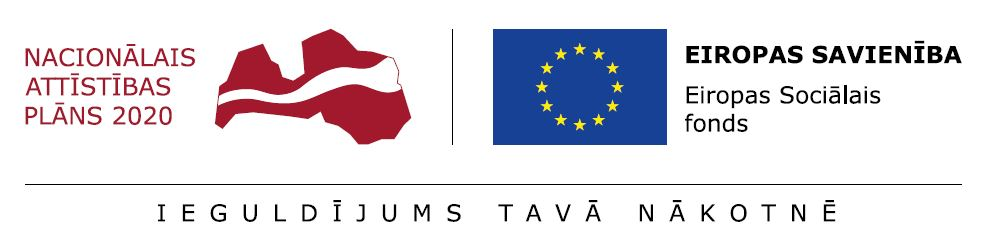 NACIONĀLAIS
ATTĪSTĪBAS
PLĀNS 2020
EIROPAS SAVIENĪBA
Eiropas Sociālais
fonds
IEGULDĪJUMS TAVĀ NĀKOTNĒ